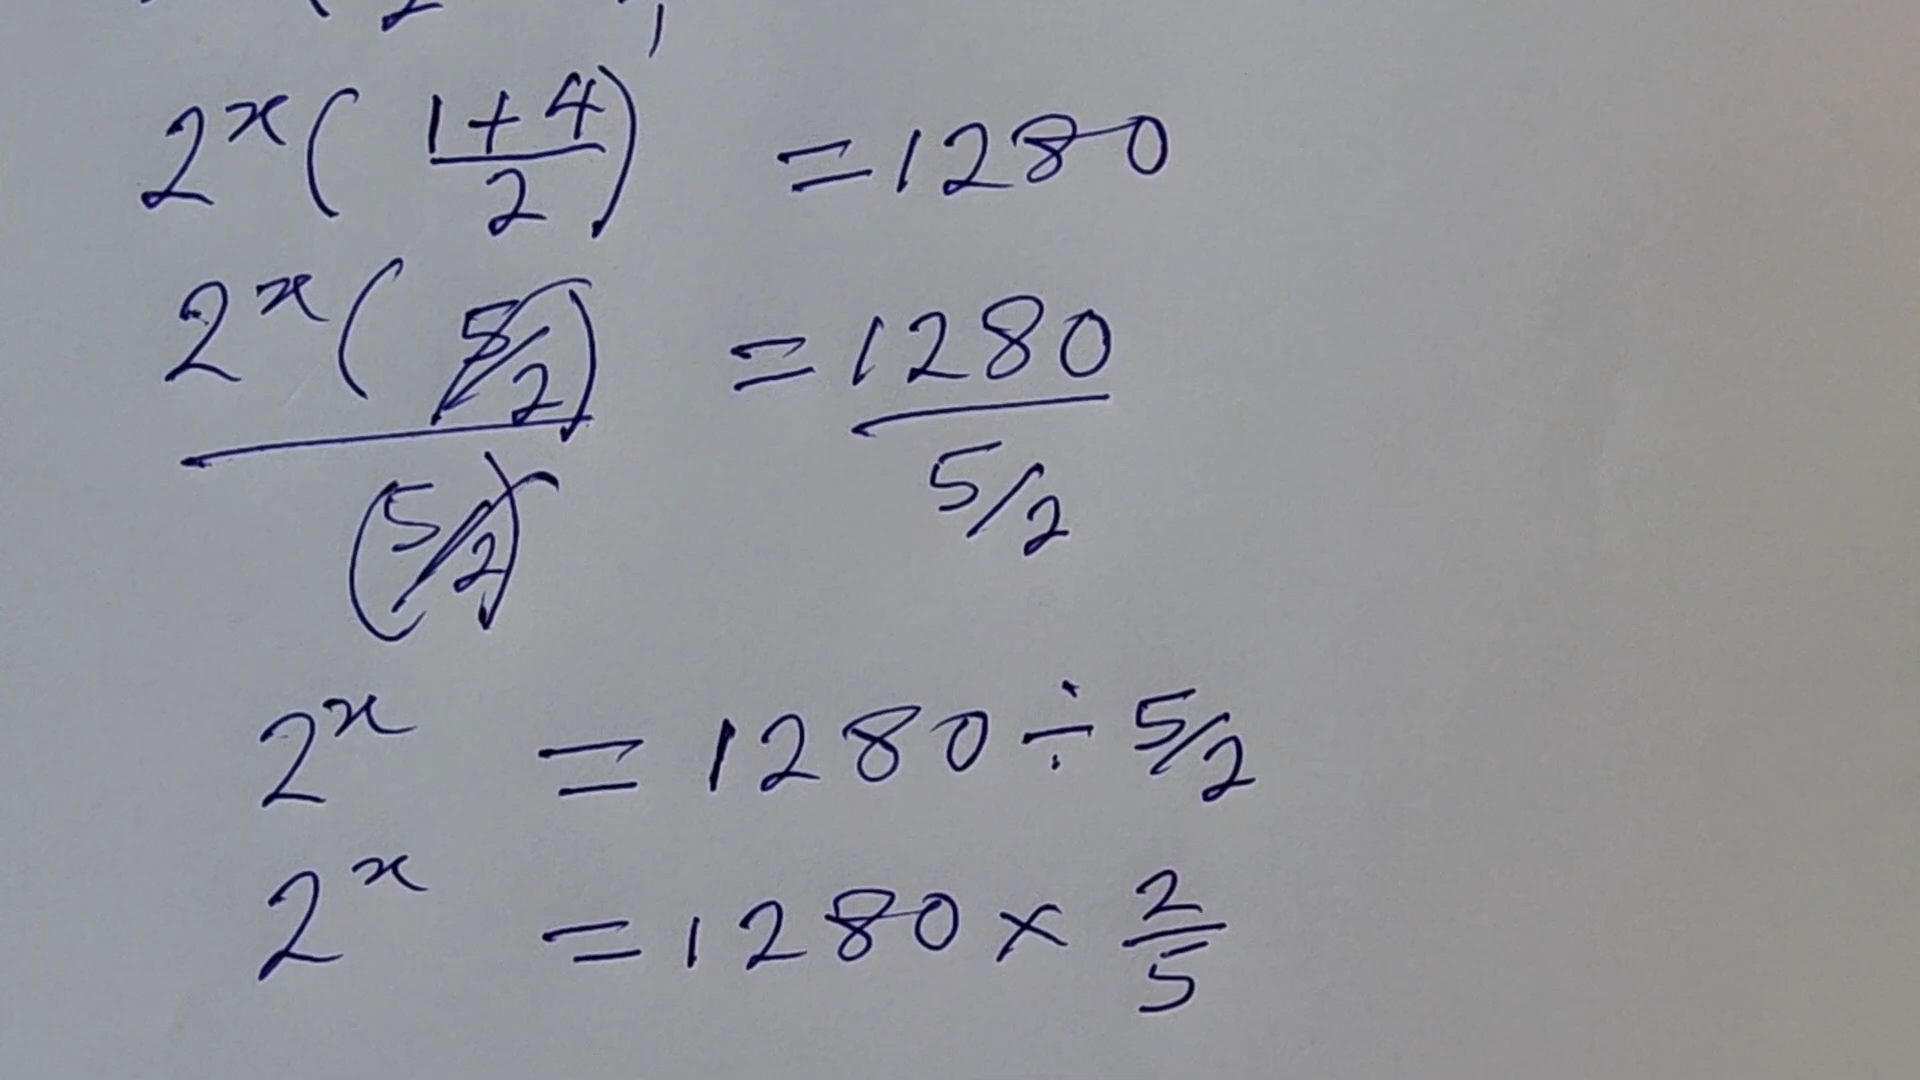 2^x ( (1+4)/2 ) = 1280
2^x ( 5/2 ) / ( 5/2 ) = 1280 / 5/2
2^x = 1280 ÷ 5/2
2^x = 1280 × 2/5